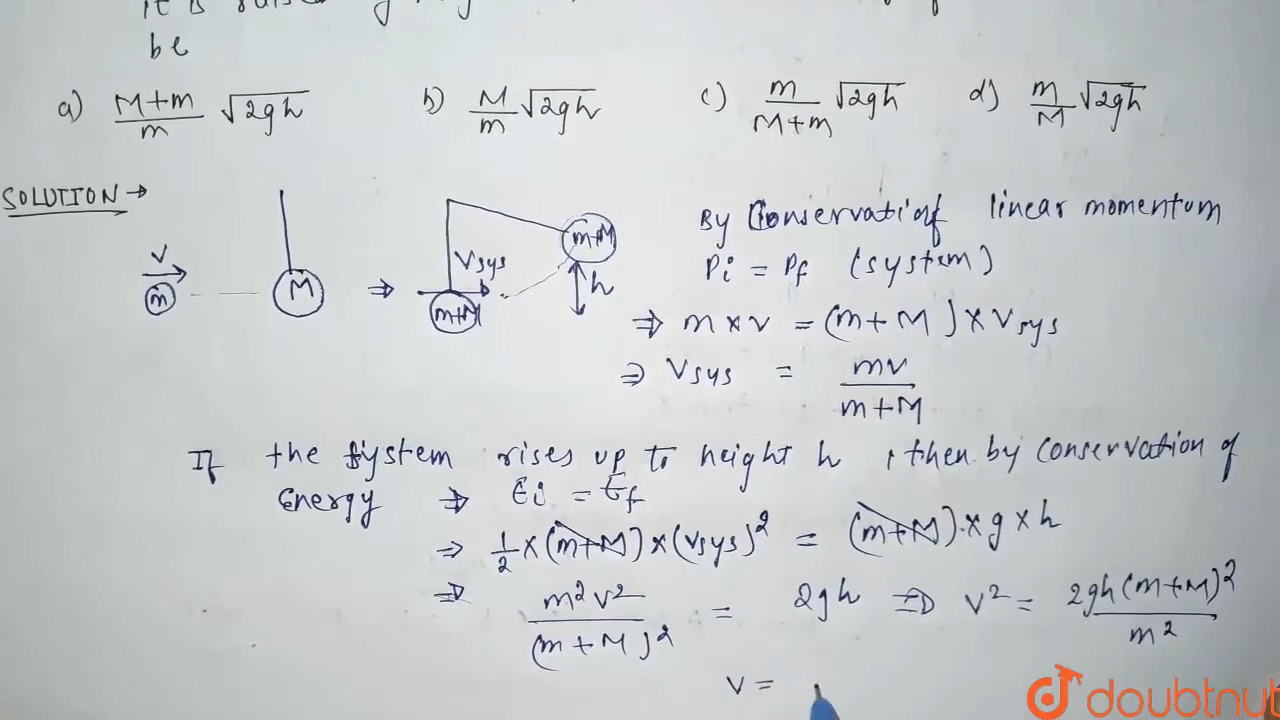 it is
be
a) M+m/m √2gh b) M/m √2gh c) m/M+m √2gh d) m/M √2gh
SOLUTION →
v
m
M
⇒
Vsys
m+M
m+M
h
By Conservation of linear momentum
Pi = Pf (system)
⇒ m×v = (m+M)×Vsys
⇒ Vsys = mv/m+M
If the system rises up to height h, then by conservation of
Energy ⇒ Ei = Ef
⇒ 1/2×(m+M)×(Vsys)² = (m+M)×g×h
⇒ m²v²/(m+M)² = 2gh ⇒ v² = 2gh(m+M)²/m²
v =
doubtnut